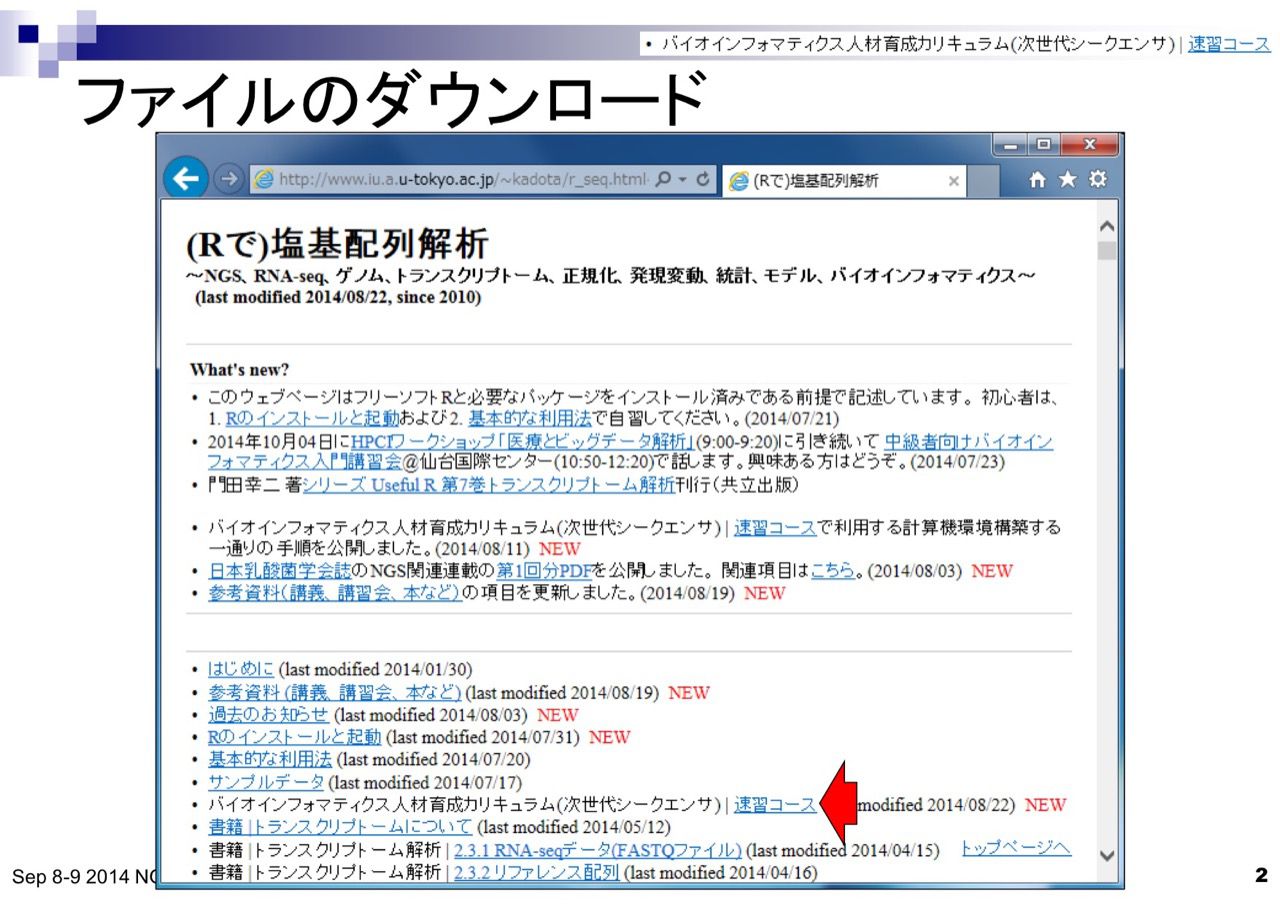 ・バイオインフォマティクス人材育成カリキュラム(次世代シークエンサ) | 速習コース
ファイルのダウンロード
http://www.iu.a.u-tokyo.ac.jp/~kadota/r_seq.html
(Rで)塩基配列解析
(Rで)塩基配列解析
～NGS、RNA-seq、ゲノム、トランスクリプトーム、正規化、発現変動、統計、モデル、バイオインフォマティクス～
(last modified 2014/08/22, since 2010)
What's new?
・このウェブページはフリーソフトRと必要なパッケージをインストール済みである前提で記述しています。初心者は、
1. Rのインストールと起動および2. 基本的な利用法で自習してください。(2014/07/21)
・2014年10月04日にHPCIワークショップ「医療とビッグデータ解析」(9:00-9:20)に引き続いて 中級者向けバイオイン
フォマティクス入門講習会@仙台国際センター(10:50-12:20)で話します。興味ある方はどうぞ。(2014/07/23)
・門田幸二 著シリーズ Useful R 第7巻トランスクリプトーム解析刊行(共立出版)
・バイオインフォマティクス人材育成カリキュラム(次世代シークエンサ) | 速習コースで利用する計算機環境構築する
一通りの手順を公開しました。(2014/08/11) NEW
・日本乳酸菌学会誌のNGS関連連載の第1回分PDFを公開しました。関連項目はこちら。(2014/08/03) NEW
・参考資料(講義、講習会、本など)の項目を更新しました。(2014/08/19) NEW
・はじめに (last modified 2014/01/30)
・参考資料(講義、講習会、本など) (last modified 2014/08/19) NEW
・過去のお知らせ (last modified 2014/08/03) NEW
・Rのインストールと起動 (last modified 2014/07/31) NEW
・基本的な利用法 (last modified 2014/07/20)
・サンプルデータ (last modified 2014/07/17)
・バイオインフォマティクス人材育成カリキュラム(次世代シークエンサ) | 速習コース modified 2014/08/22) NEW
・書籍 | トランスクリプトームについて (last modified 2014/05/12)
・書籍 | トランスクリプトーム解析 | 2.3.1 RNA-seqデータ(FASTQファイル) (last modified 2014/04/15) トップページへ
・書籍 | トランスクリプトーム解析 | 2.3.2 リファレンス配列 (last modified 2014/04/16)
Sep 8-9 2014
2